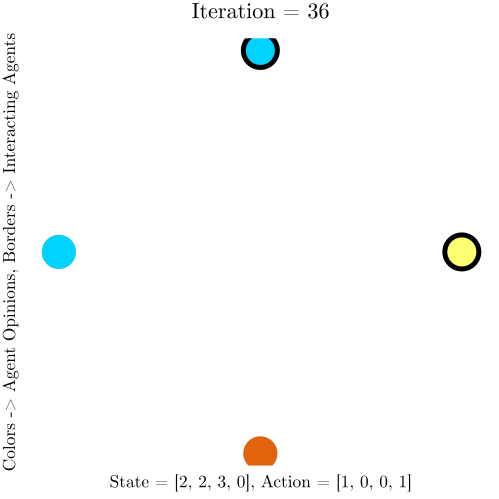 Iteration = 36
Colors -> Agent Opinions, Borders -> Interacting Agents
State = [2, 2, 3, 0], Action = [1, 0, 0, 1]